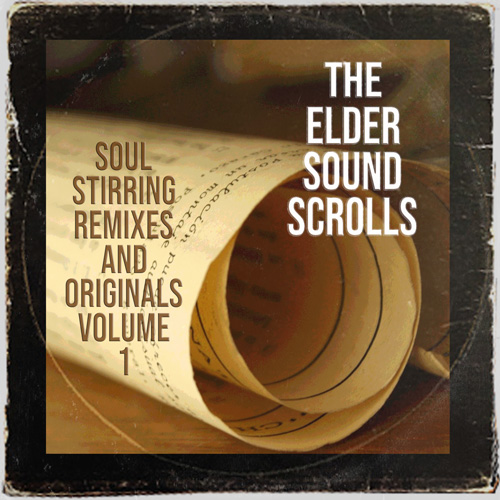 THE
ELDER
SOUND
SCROLLS
SOUL
STIRRING
REMIXES
AND
ORIGINALS
VOLUME
1